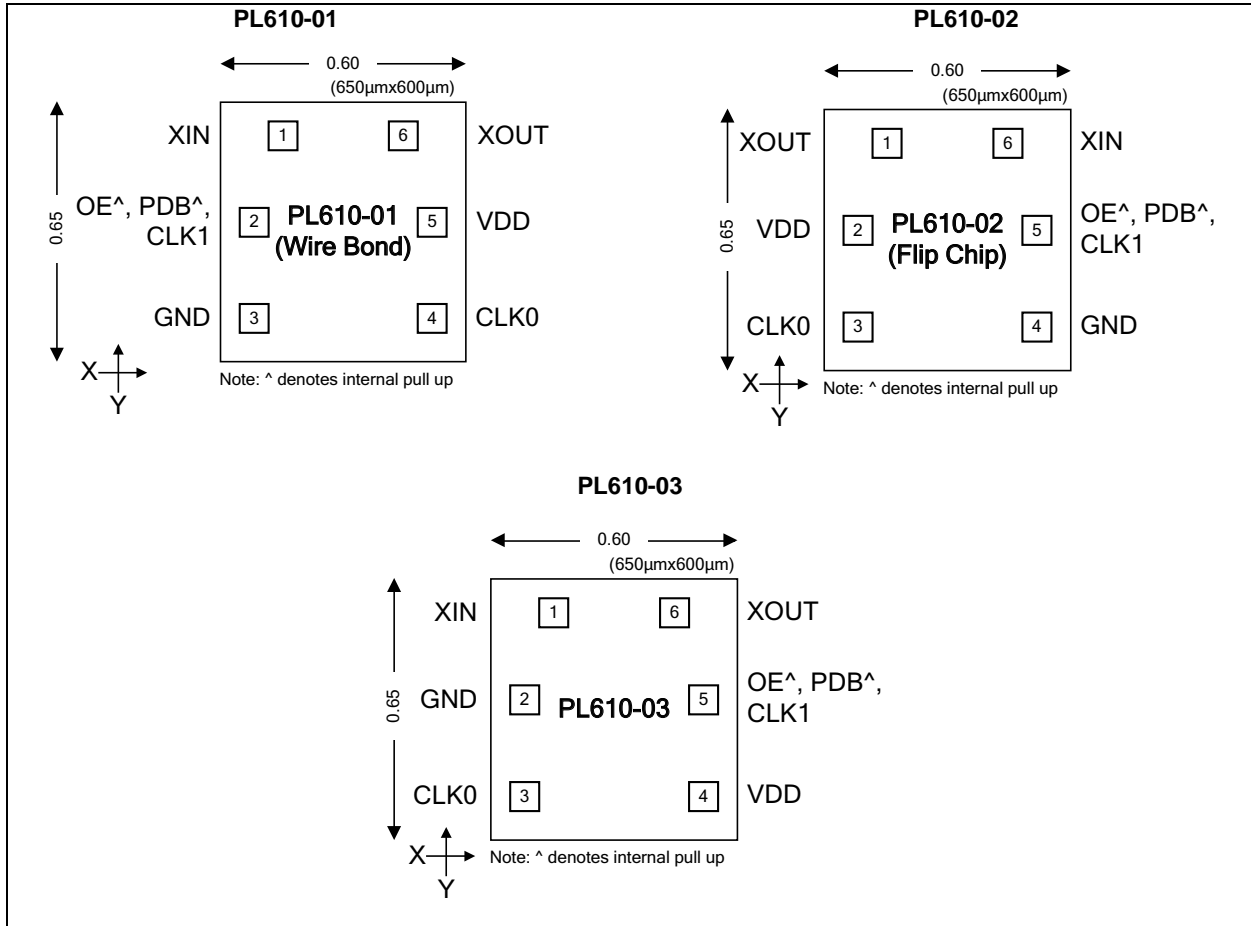 PL610-01
0.60
(650µmx600µm)
XIN
1
6
XOUT
0.65
OE^, PDB^,
CLK1
2
PL610-01
(Wire Bond)
5
VDD
GND
3
4
CLK0
X
Y
Note: ^ denotes internal pull up
PL610-02
0.60
(650µmx600µm)
XOUT
1
6
XIN
0.65
VDD
2
PL610-02
(Flip Chip)
5
OE^, PDB^,
CLK1
CLK0
3
4
GND
X
Y
Note: ^ denotes internal pull up
PL610-03
0.60
(650µmx600µm)
XIN
1
6
XOUT
0.65
GND
2
PL610-03
5
OE^, PDB^,
CLK1
CLK0
3
4
VDD
X
Y
Note: ^ denotes internal pull up